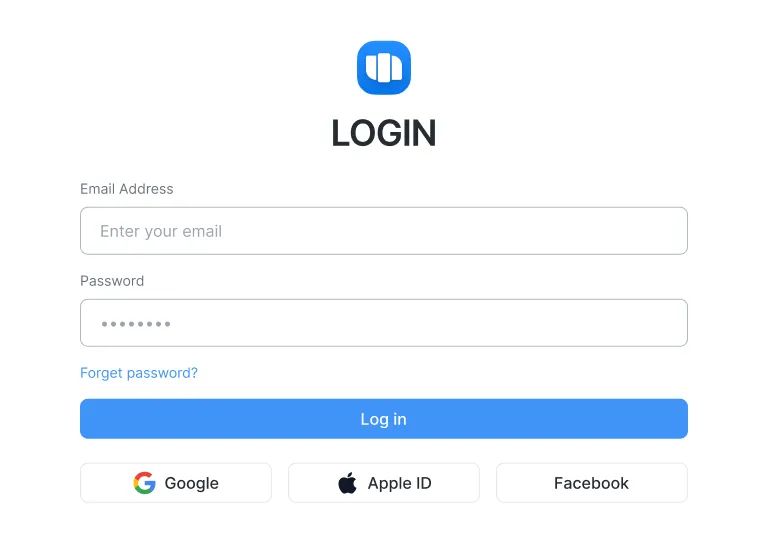 LOGIN
Email Address
Enter your email
Password
••••••••
Forget password?
Log in
Google Apple ID Facebook